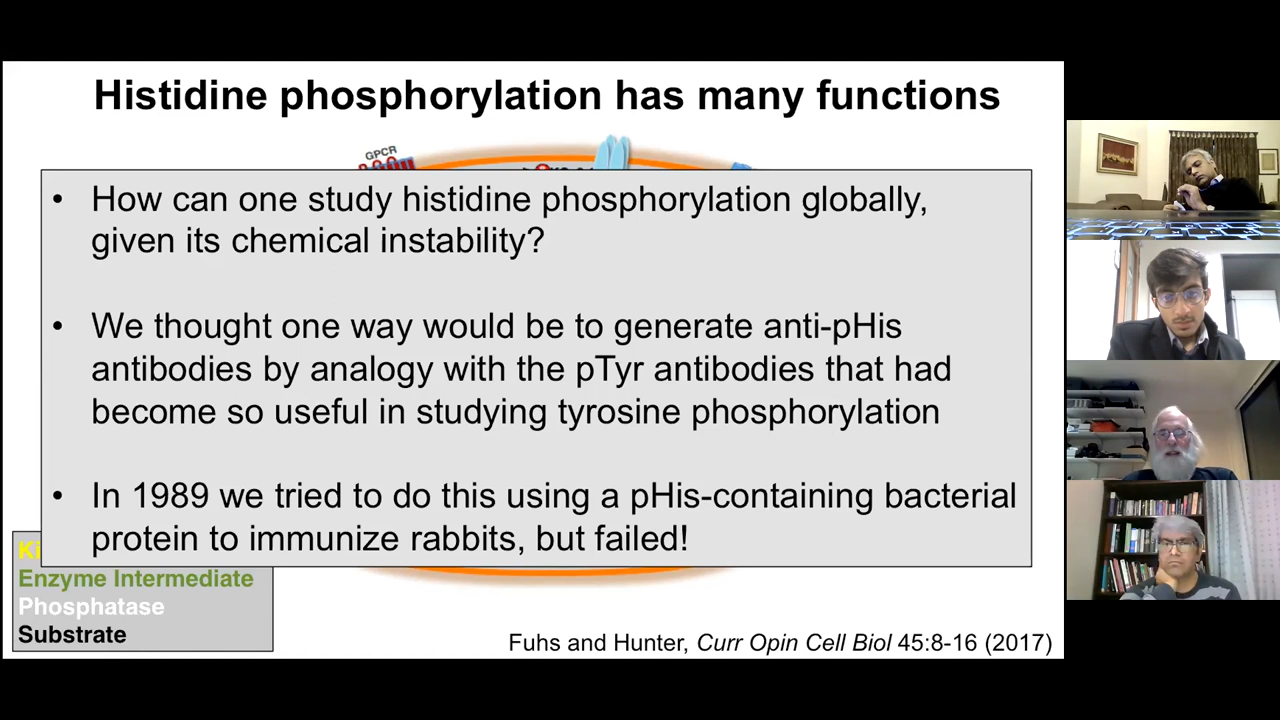 Histidine phosphorylation has many functions
GPCR
• How can one study histidine phosphorylation globally,
given its chemical instability?
• We thought one way would be to generate anti-pHis
antibodies by analogy with the pTyr antibodies that had
become so useful in studying tyrosine phosphorylation
• In 1989 we tried to do this using a pHis-containing bacterial
protein to immunize rabbits, but failed!
Enzyme Intermediate
Phosphatase
Substrate
Fuhs and Hunter, Curr Opin Cell Biol 45:8-16 (2017)